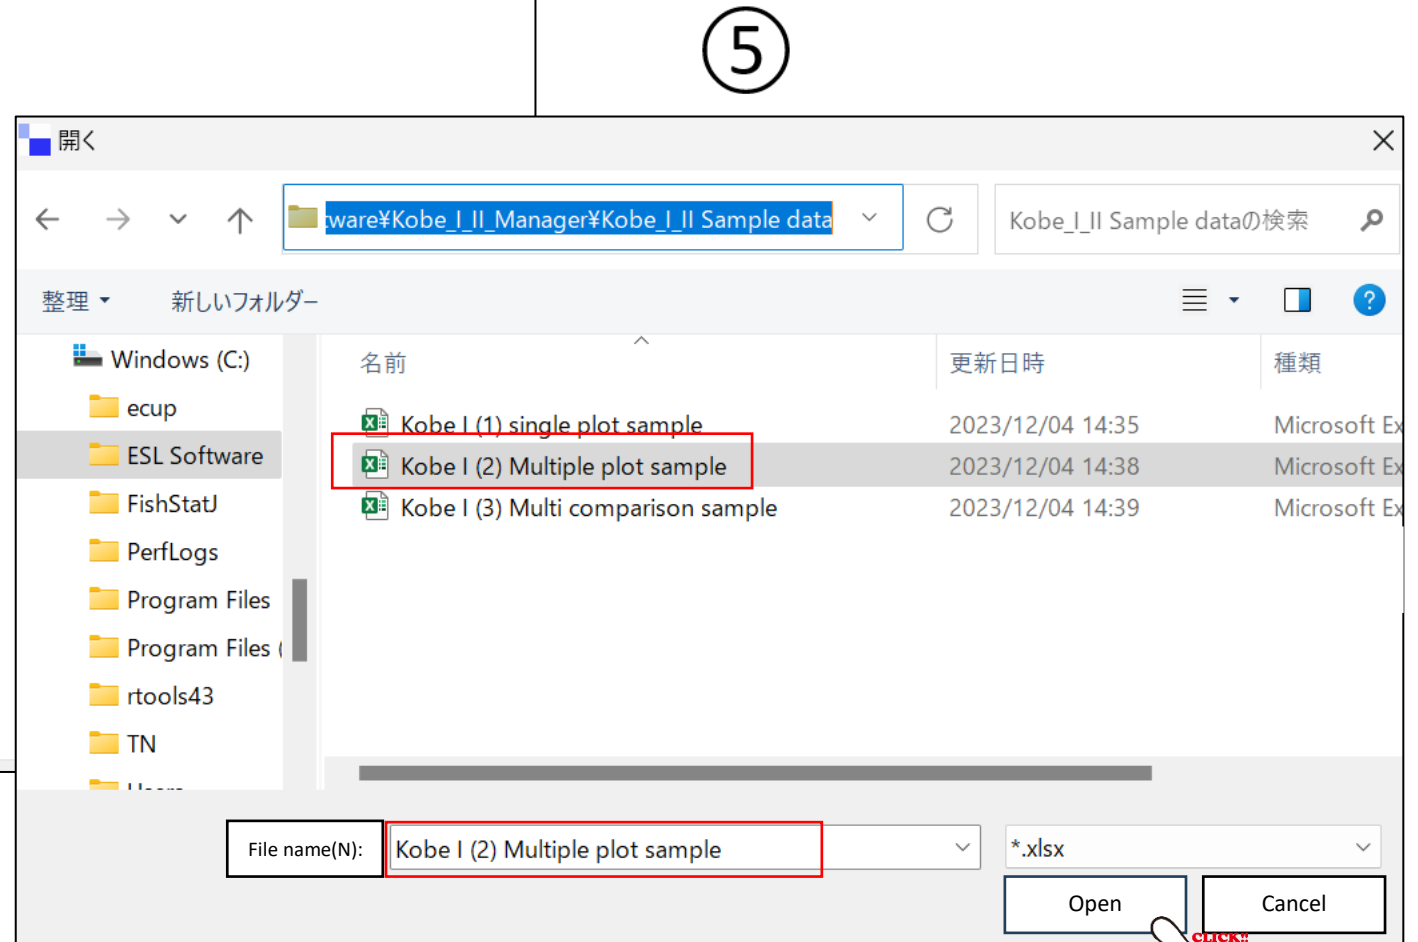 ⑤
開く
tware¥Kobe_I_II_Manager¥Kobe_I_II Sample data
Kobe_I_II Sample dataの検索
整理
新しいフォルダー
?
Windows (C:)
ecup
ESL Software
FishStatJ
PerfLogs
Program Files
Program Files (
rtools43
TN
名前 更新日時 種類
Kobe I (1) single plot sample 2023/12/04 14:35 Microsoft Ex
Kobe I (2) Multiple plot sample 2023/12/04 14:38 Microsoft Ex
Kobe I (3) Multi comparison sample 2023/12/04 14:39 Microsoft Ex
File name(N): Kobe I (2) Multiple plot sample *.xlsx
Open Cancel
CLICK!!